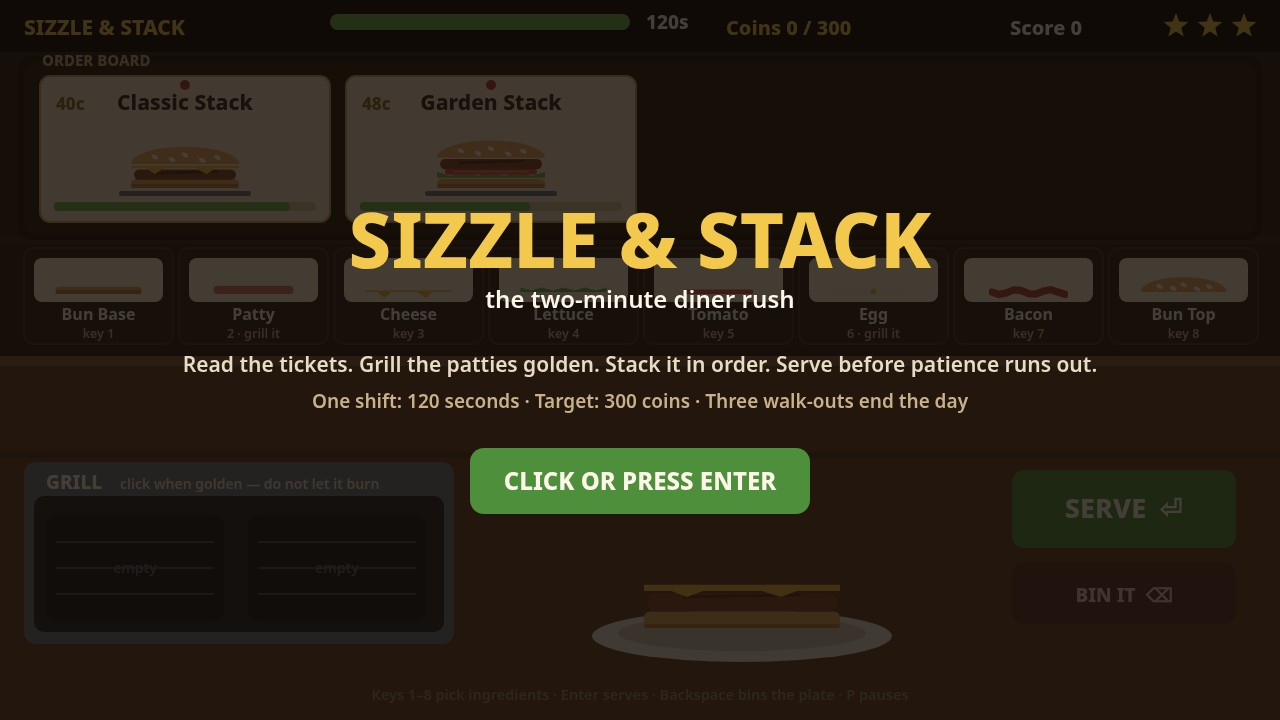 SIZZLE & STACK
120s
Coins 0 / 300
Score 0
ORDER BOARD
40c
Classic Stack
48c
Garden Stack
SIZZLE & STACK
the two-minute diner rush
Bun Base
key 1
Patty
2 · grill it
Cheese
key 3
Lettuce
key 4
Tomato
key 5
Egg
6 · grill it
Bacon
key 7
Bun Top
key 8
Read the tickets. Grill the patties golden. Stack it in order. Serve before patience runs out.
One shift: 120 seconds · Target: 300 coins · Three walk-outs end the day
CLICK OR PRESS ENTER
GRILL
click when golden — do not let it burn
empty
empty
SERVE ⏎
BIN IT ⌫
Keys 1–8 pick ingredients · Enter serves · Backspace bins the plate · P pauses